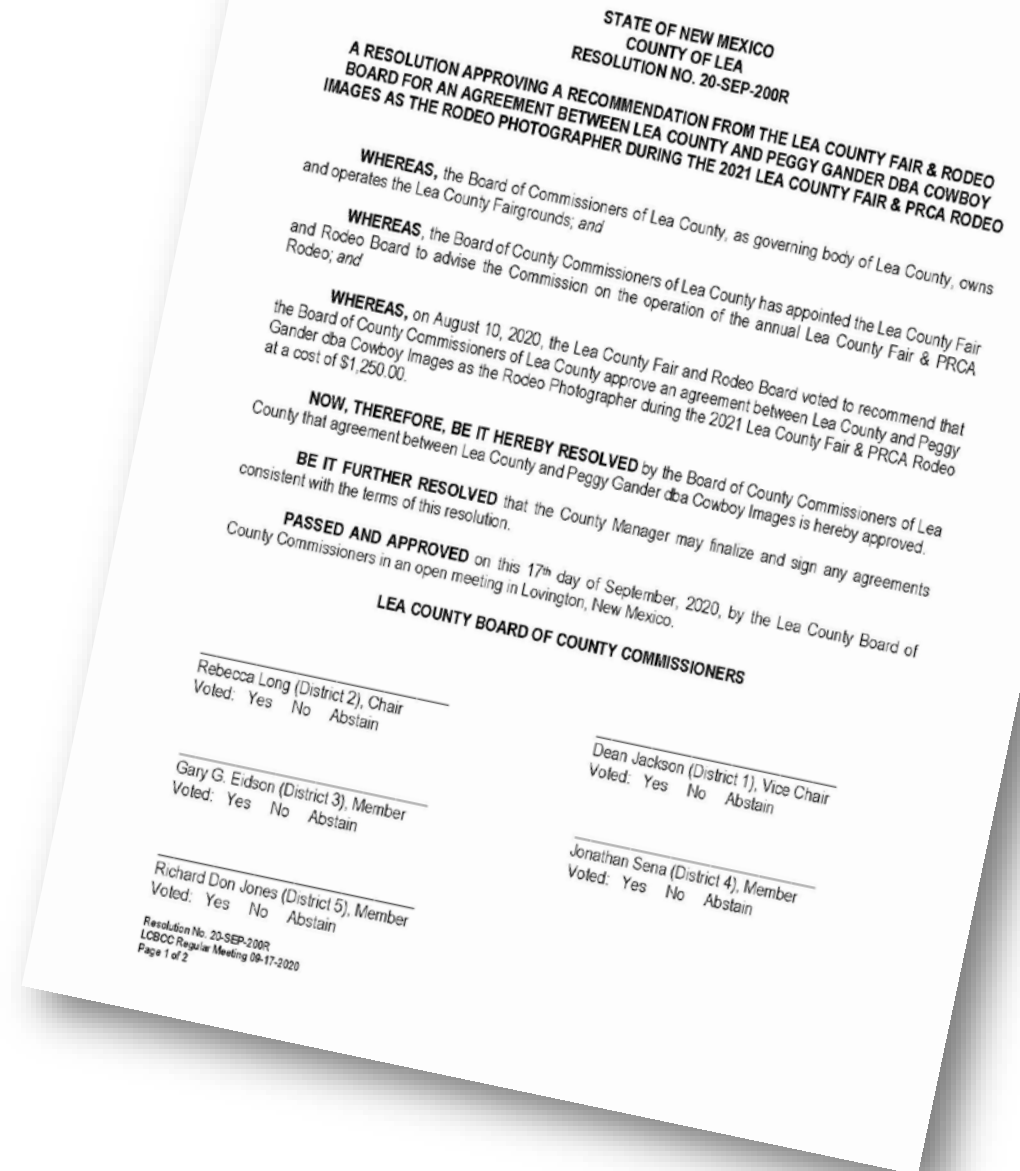 STATE OF NEW MEXICO
COUNTY OF LEA
RESOLUTION NO. 20-SEP-200R
A RESOLUTION APPROVING A RECOMMENDATION FROM THE LEA COUNTY FAIR & RODEO
BOARD FOR AN AGREEMENT BETWEEN LEA COUNTY AND PEGGY GANDER DBA COWBOY
IMAGES AS THE RODEO PHOTOGRAPHER DURING THE 2021 LEA COUNTY FAIR & PRCA RODEO
WHEREAS, the Board of Commissioners of Lea County, as governing body of Lea County, owns
and operates the Lea County Fairgrounds; and
WHEREAS, the Board of County Commissioners of Lea County has appointed the Lea County Fair
and Rodeo Board to advise the Commission on the operation of the annual Lea County Fair & PRCA
Rodeo; and
WHEREAS, on August 10, 2020, the Lea County Fair and Rodeo Board voted to recommend that
the Board of County Commissioners of Lea County approve an agreement between Lea County and Peggy
Gander dba Cowboy Images as the Rodeo Photographer during the 2021 Lea County Fair & PRCA Rodeo
at a cost of $1,250.00.
NOW, THEREFORE, BE IT HEREBY RESOLVED by the Board of County Commissioners of Lea
County that agreement between Lea County and Peggy Gander dba Cowboy Images is hereby approved.
BE IT FURTHER RESOLVED that the County Manager may finalize and sign any agreements
consistent with the terms of this resolution.
PASSED AND APPROVED on this 17th day of September, 2020, by the Lea County Board of
County Commissioners in an open meeting in Lovington, New Mexico.
LEA COUNTY BOARD OF COUNTY COMMISSIONERS
Rebecca Long (District 2), Chair
Voted: Yes No Abstain
Dean Jackson (District 1), Vice Chair
Voted: Yes No Abstain
Gary G. Eidson (District 3), Member
Voted: Yes No Abstain
Jonathan Sena (District 4), Member
Voted: Yes No Abstain
Richard Don Jones (District 5), Member
Voted: Yes No Abstain
Resolution No. 20-SEP-200R
LCBCC Regular Meeting 09-17-2020
Page 1 of 2